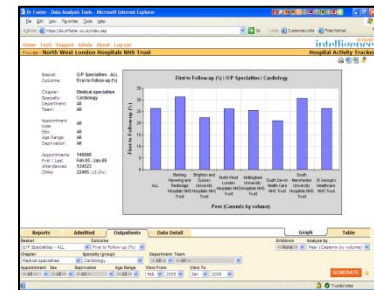 Dr Foster - Data Analysis Tools - Microsoft Internet Explorer
File Edit View Favorites Tools Help
Home Tools Support Admin About Log out
intelligence
Provider: North West London Hospitals NHS Trust
Hospital Activity Tracker
Basket: O/P Specialties - ALL
Outcome: First to Follow-up (%)
Chapter: Medical specialties
Specialty: Cardiology
Department: All
Team: All
Appointment type: All
Sex: All
Age Range: All
Deprivation: All
Appointments
First / Last: Feb 05 / Jan 06
Attendances:
DNAs
First to Follow-up (%) | O/P Specialties | Cardiology
First to Follow-up (%)
35
30
25
20
15
10
5
0
ALL
Barking Havering and Redbridge Hospitals NHS Trust
Brighton and Sussex University Hospitals NHS Trust
North West London Hospitals NHS Trust
Nottingham University Hospitals NHS Trust
South Devon Health Care NHS Trust
South Manchester University Hospitals NHS Trust
St George's Healthcare NHS Trust
Peer (Casemix by volume)
Reports Admitted Outpatients Data Detail
Graph Table
Basket Outcome
O/P Specialties - ALL First to Follow-up (%)
Breakdown Analyse by
Peer (Casemix by volume)
Chapter Specialty (group) Department Team
Medical specialties Cardiology
Appointment Sex Deprivation Age Range View From View To
Feb 2005 Jan 2006
GENERATE
Trusted sites